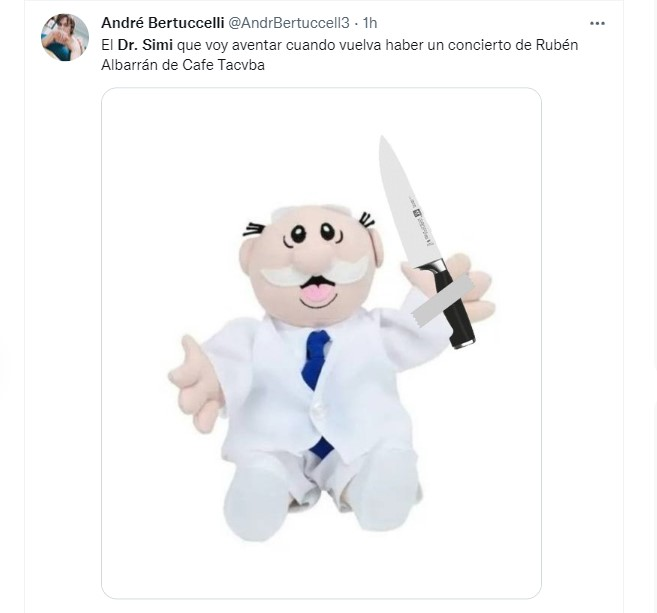 André Bertuccelli @AndrBertuccell3 · 1h
El Dr. Simi que voy aventar cuando vuelva haber un concierto de Rubén
Albarrán de Cafe Tacvba